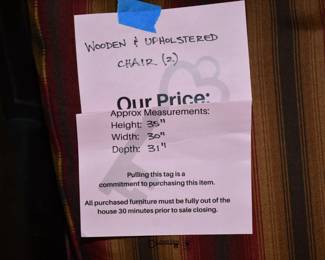 WOODEN & UPHOLSTERED
CHAIR (2)
Our Price:
Approx Measurements:
Height: 35"
Width: 30"
Depth: 31"
Pulling this tag is a
commitment to purchasing this item.
All purchased furniture must be fully out of the
house 30 minutes prior to sale closing.